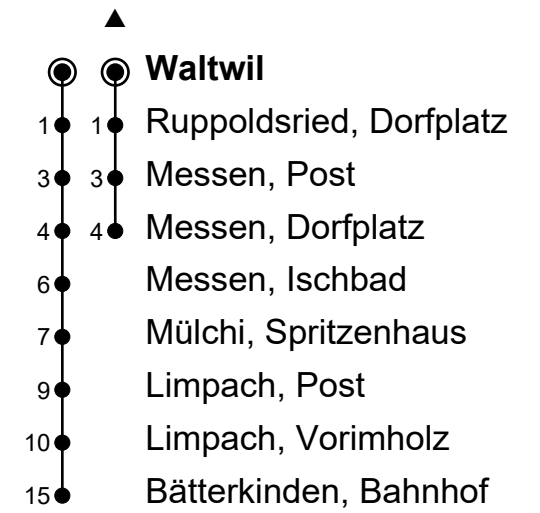 Waltwil
1 1 Ruppoldsried, Dorfplatz
3 3 Messen, Post
4 4 Messen, Dorfplatz
6 Messen, Ischbad
7 Mülchi, Spritzenhaus
9 Limpach, Post
10 Limpach, Vorimholz
15 Bätterkinden, Bahnhof